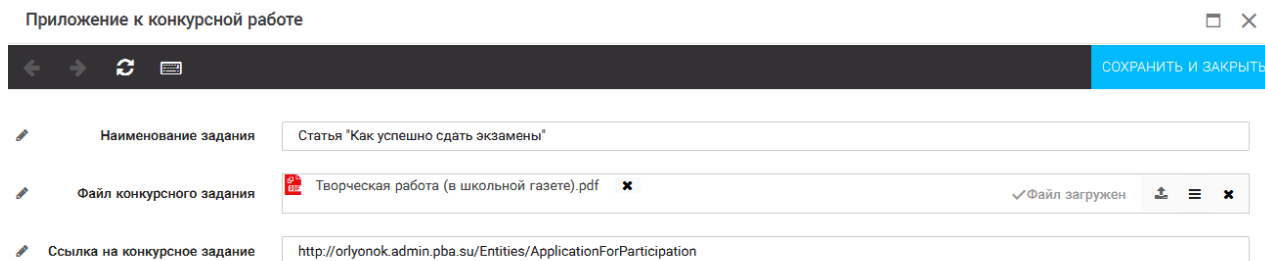 Приложение к конкурсной работе
СОХРАНИТЬ И ЗАКРЫТЬ
Наименование задания Статья "Как успешно сдать экзамены"
Файл конкурсного задания Творческая работа (в школьной газете).pdf Файл загружен
Ссылка на конкурсное задание http://orlyonok.admin.pba.su/Entities/ApplicationForParticipation